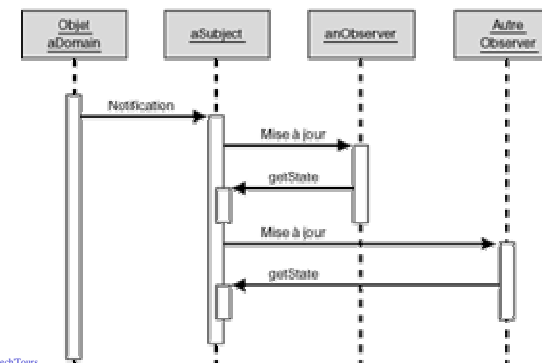 Objet
aDomain
aSubject
anObserver
Autre
Observer
Notification
Mise à jour
getState
Mise à jour
getState